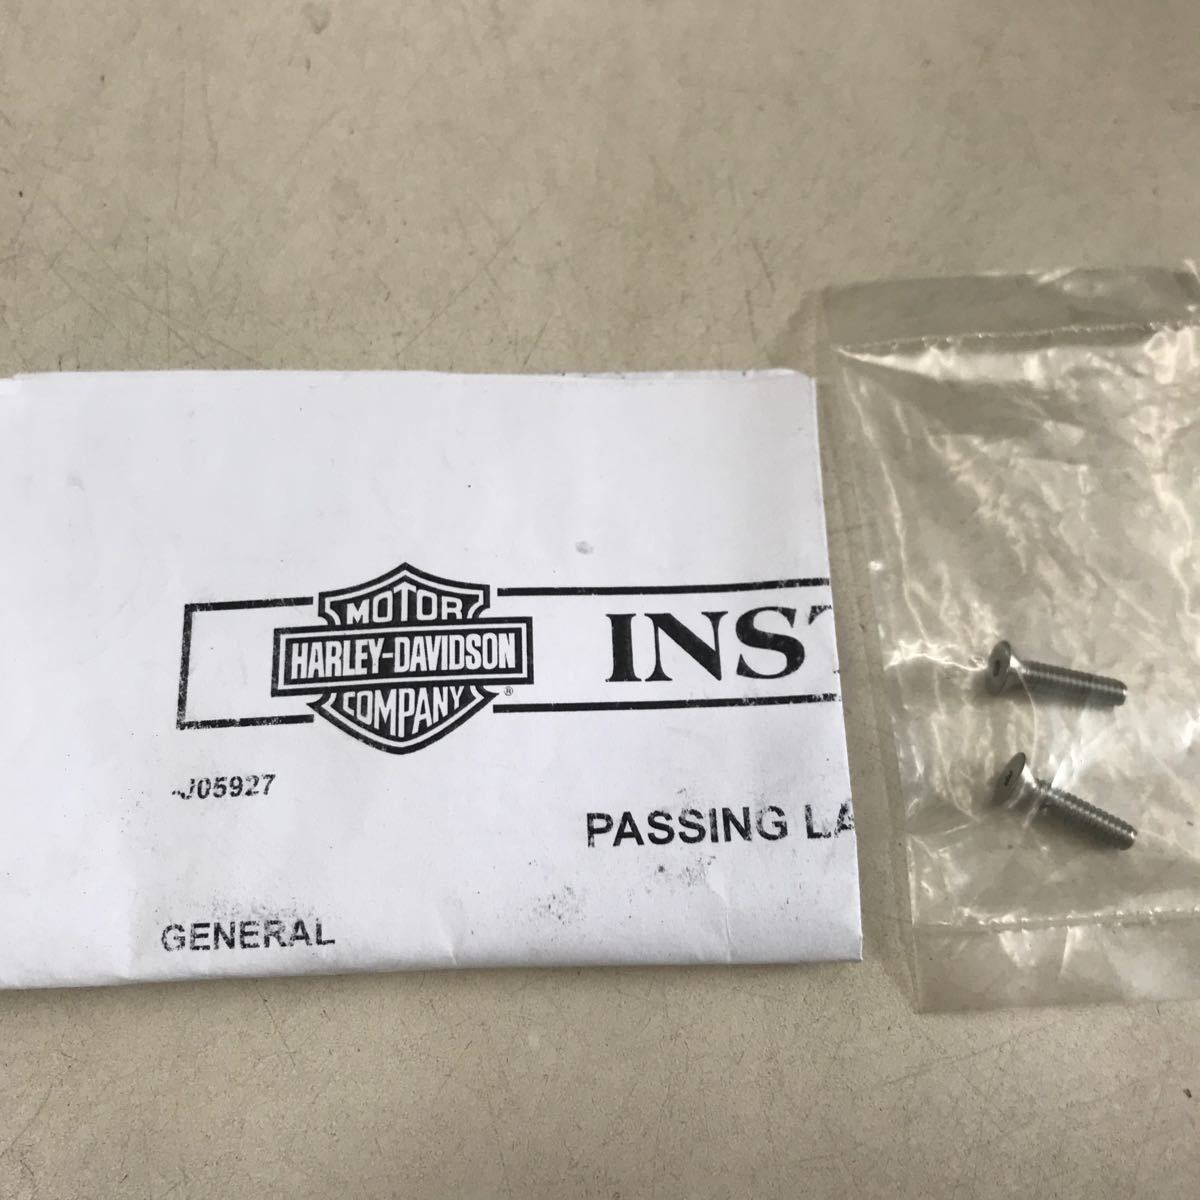 MOTOR
HARLEY-DAVIDSON
COMPANY
®
INST
-J05927
PASSING LA
GENERAL